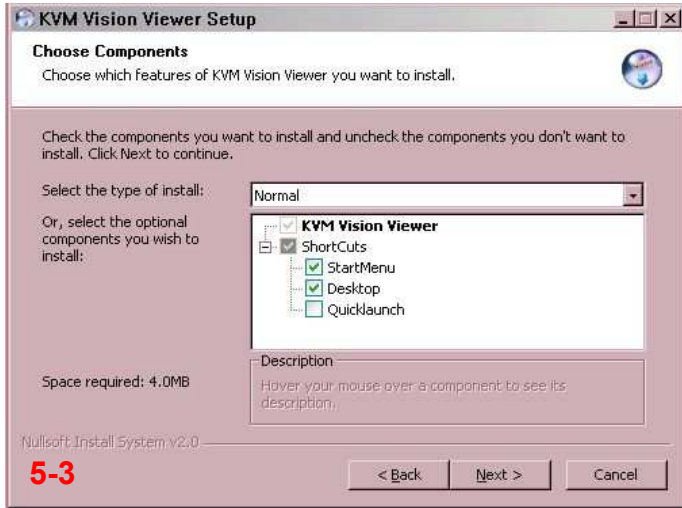 KVM Vision Viewer Setup
Choose Components
Choose which features of KVM Vision Viewer you want to install.
Check the components you want to install and uncheck the components you don't want to
install. Click Next to continue.
Select the type of install:
Normal
Or, select the optional
components you wish to
install:
KVM Vision Viewer
ShortCuts
StartMenu
Desktop
Quicklaunch
Space required: 4.0MB
Description
Hover your mouse over a component to see its
description.
Nullsoft Install System v2.0
5-3
< Back
Next >
Cancel